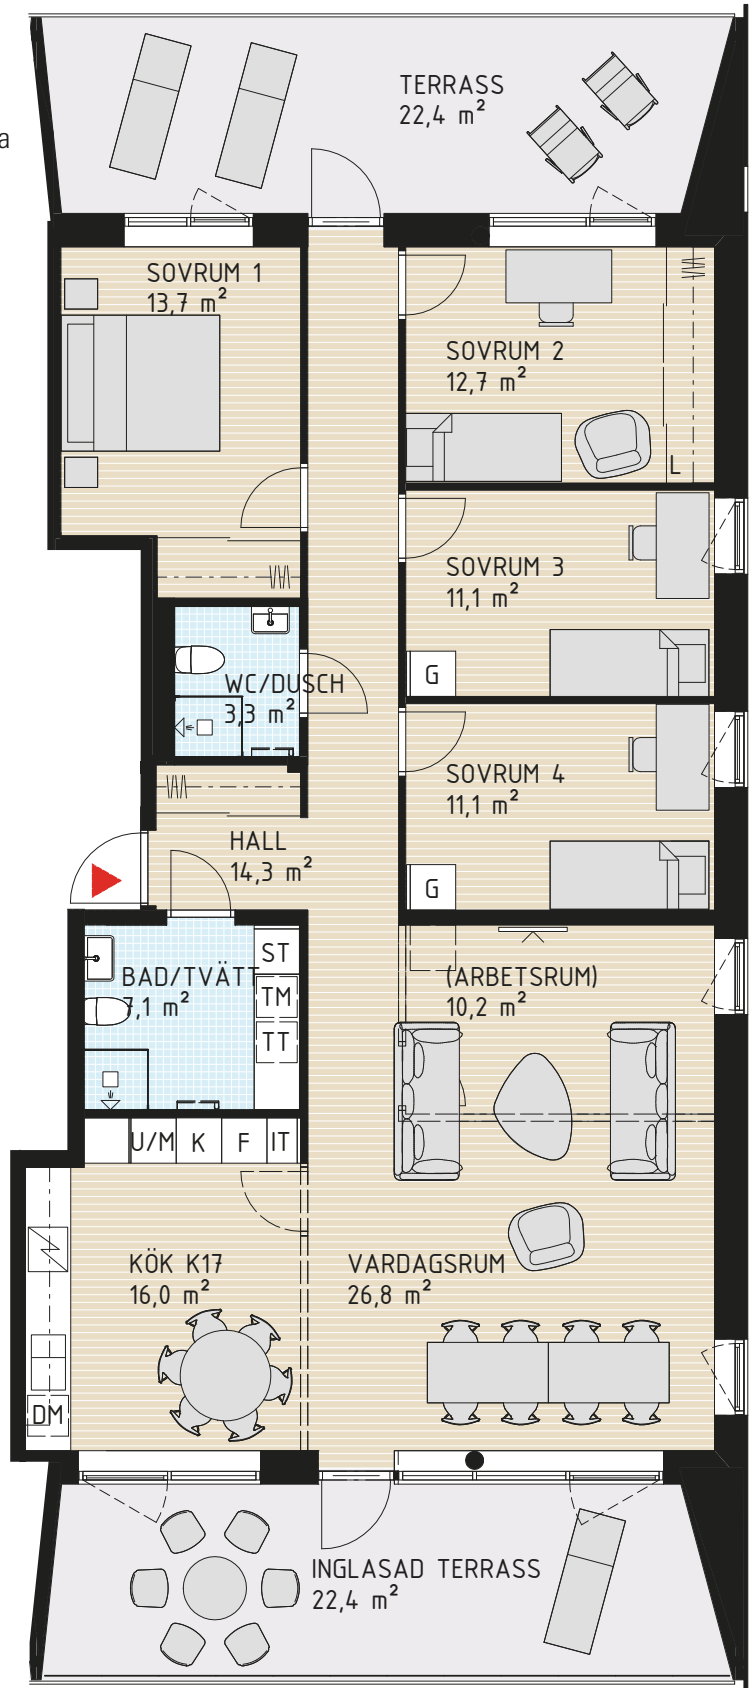 TERRASS
22,4 m²
a
SOVRUM 1
13,7 m²
SOVRUM 2
12,7 m²
L
SOVRUM 3
11,1 m²
G
WC/DUSCH
3,3 m²
SOVRUM 4
11,1 m²
HALL
14,3 m²
G
ST
BAD/TVÄTT
7,1 m²
(ARBETSRUM)
10,2 m²
TM
TT
U/M K F IT
KÖK K17
16,0 m²
VARDAGSRUM
26,8 m²
DM
INGLASAD TERRASS
22,4 m²